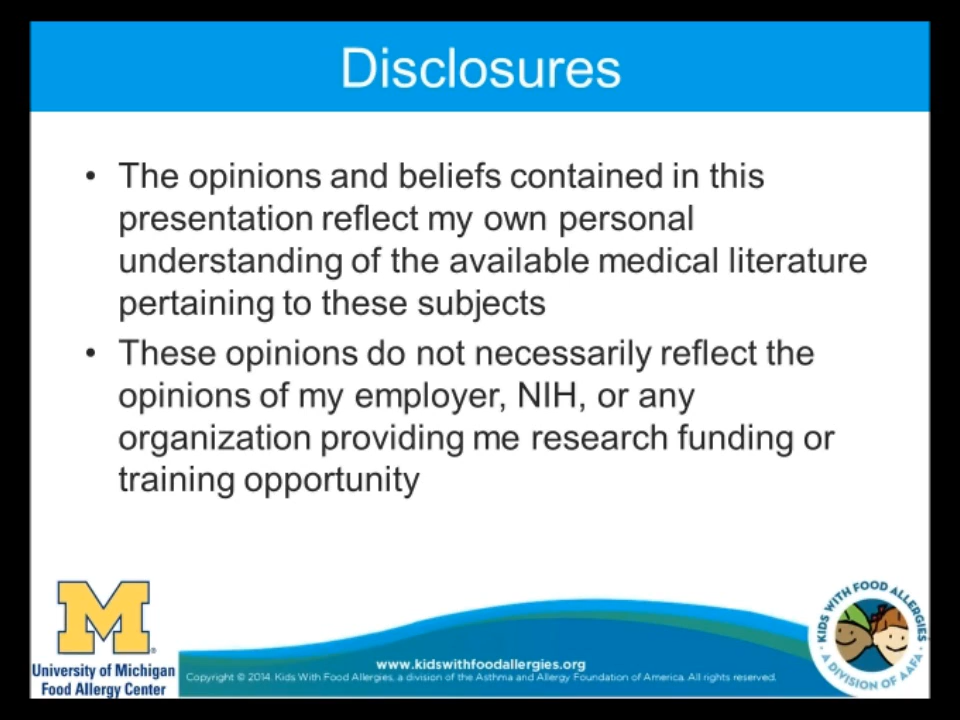 Disclosures
• The opinions and beliefs contained in this
presentation reflect my own personal
understanding of the available medical literature
pertaining to these subjects
• These opinions do not necessarily reflect the
opinions of my employer, NIH, or any
organization providing me research funding or
training opportunity
M
University of Michigan
Food Allergy Center
www.kidswithfoodallergies.org
Copyright © 2014. Kids With Food Allergies, a division of the Asthma and Allergy Foundation of America. All rights reserved.
KIDS WITH FOOD ALLERGIES
A DIVISION OF AAFA